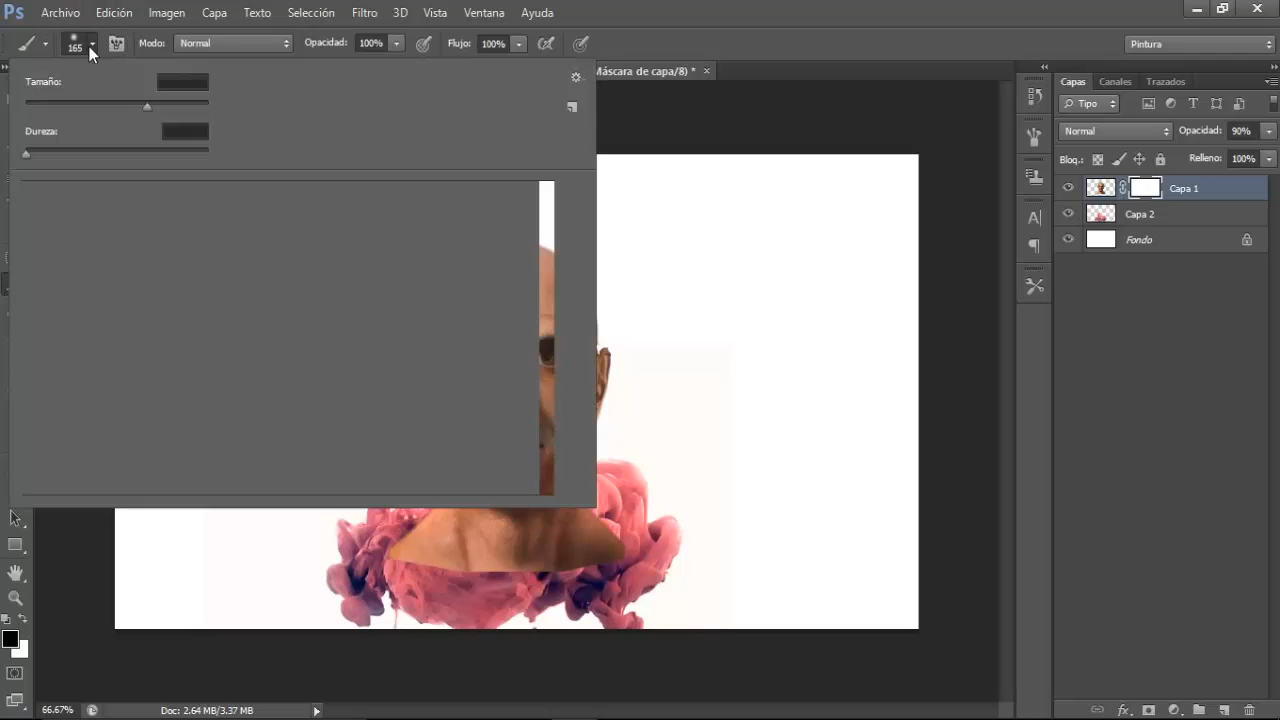 Ps Archivo Edición Imagen Capa Texto Selección Filtro 3D Vista Ventana Ayuda
165 Modo: Normal Opacidad: 100% Flujo: 100% Pintura
Máscara de capa/8) * ×
Tamaño:
Dureza:
Capas Canales Trazados
Tipo
Normal Opacidad: 90%
Bloq.: Relleno: 100%
Capa 1
Capa 2
Fondo
66.67% Doc: 2.64 MB/3.37 MB